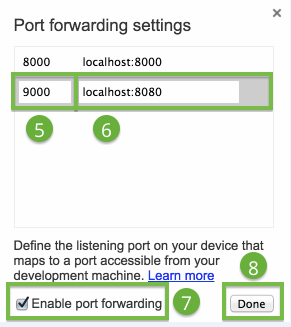 ×
Port forwarding settings
8000 localhost:8000
9000 localhost:8080
5 6
Define the listening port on your device that
maps to a port accessible from your
development machine. Learn more
8
Enable port forwarding 7 Done